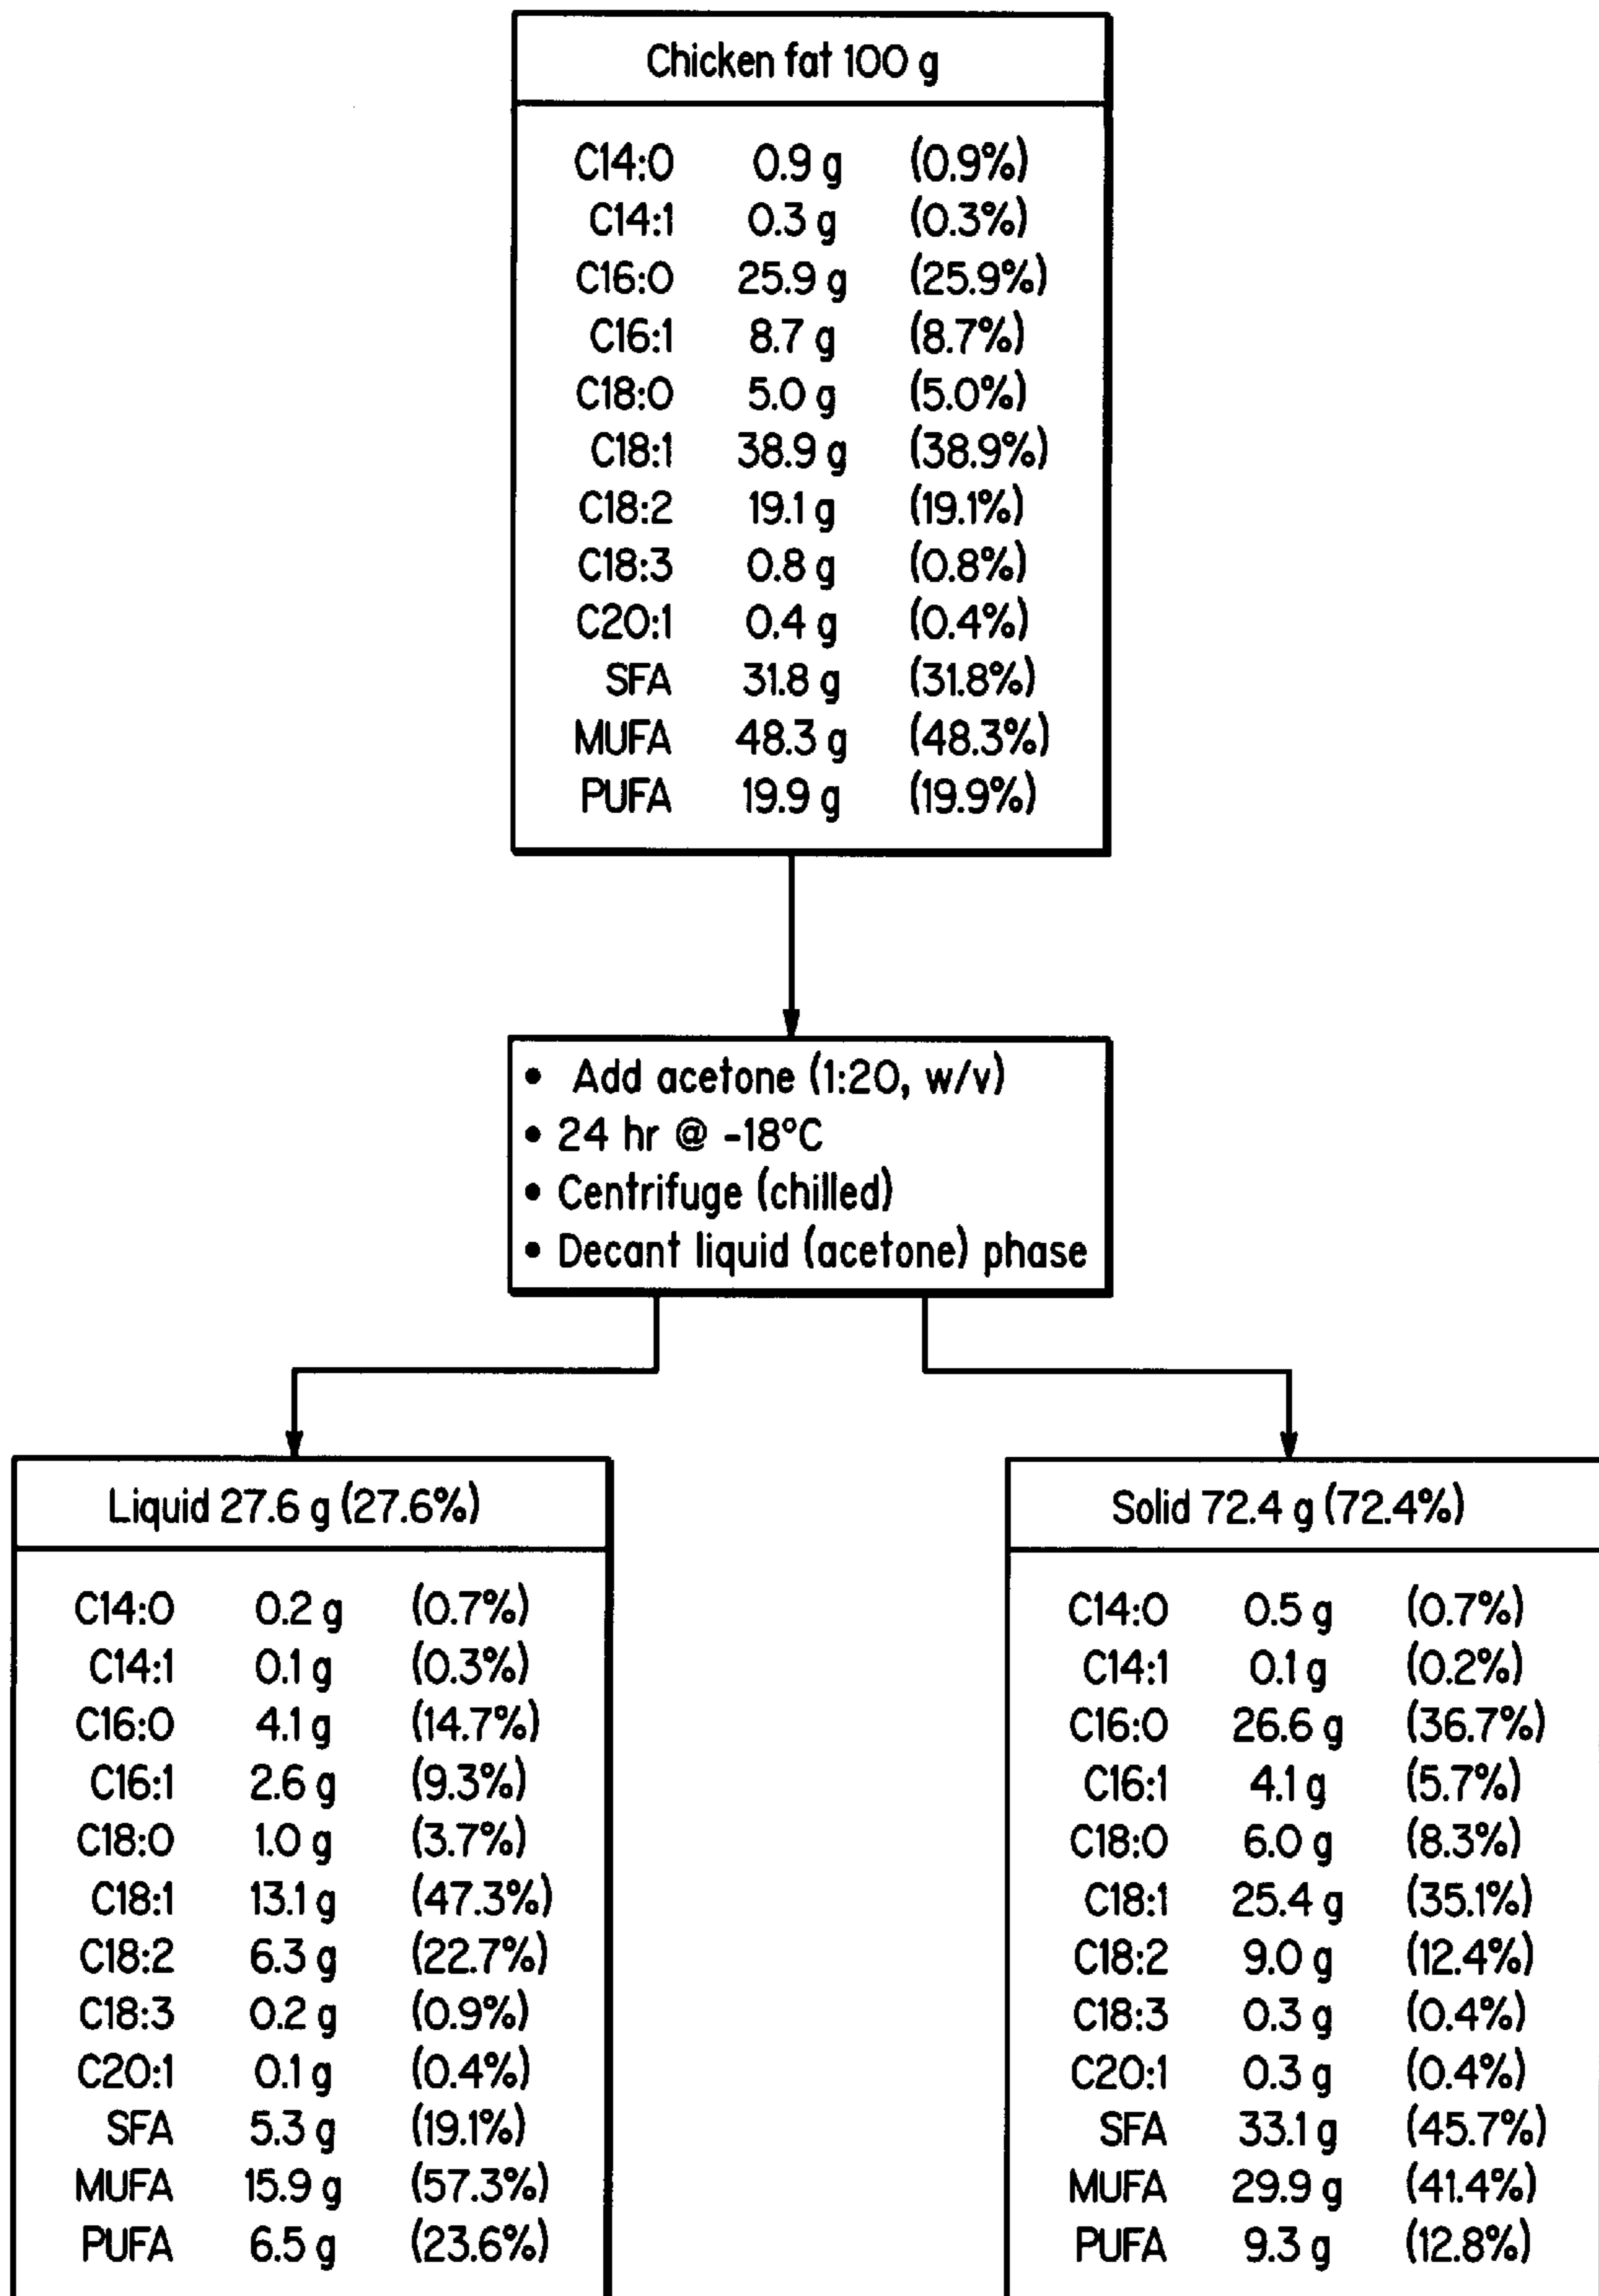 Chicken fat 100 g
C14:0 0.9 g (0.9%)
C14:1 0.3 g (0.3%)
C16:0 25.9 g (25.9%)
C16:1 8.7 g (8.7%)
C18:0 5.0 g (5.0%)
C18:1 38.9 g (38.9%)
C18:2 19.1 g (19.1%)
C18:3 0.8 g (0.8%)
C20:1 0.4 g (0.4%)
SFA 31.8 g (31.8%)
MUFA 48.3 g (48.3%)
PUFA 19.9 g (19.9%)
• Add acetone (1:20, w/v)
• 24 hr @ -18°C
• Centrifuge (chilled)
• Decant liquid (acetone) phase
Liquid 27.6 g (27.6%)
C14:0 0.2 g (0.7%)
C14:1 0.1 g (0.3%)
C16:0 4.1 g (14.7%)
C16:1 2.6 g (9.3%)
C18:0 1.0 g (3.7%)
C18:1 13.1 g (47.3%)
C18:2 6.3 g (22.7%)
C18:3 0.2 g (0.9%)
C20:1 0.1 g (0.4%)
SFA 5.3 g (19.1%)
MUFA 15.9 g (57.3%)
PUFA 6.5 g (23.6%)
Solid 72.4 g (72.4%)
C14:0 0.5 g (0.7%)
C14:1 0.1 g (0.2%)
C16:0 26.6 g (36.7%)
C16:1 4.1 g (5.7%)
C18:0 6.0 g (8.3%)
C18:1 25.4 g (35.1%)
C18:2 9.0 g (12.4%)
C18:3 0.3 g (0.4%)
C20:1 0.3 g (0.4%)
SFA 33.1 g (45.7%)
MUFA 29.9 g (41.4%)
PUFA 9.3 g (12.8%)